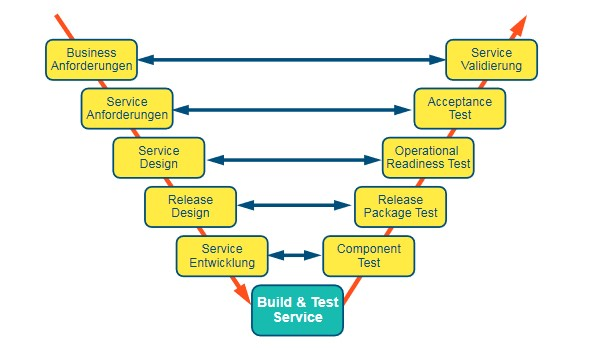 Business
Anforderungen
Service
Validierung
Service
Anforderungen
Acceptance
Test
Service
Design
Operational
Readiness Test
Release
Design
Release
Package Test
Service
Entwicklung
Component
Test
Build & Test
Service